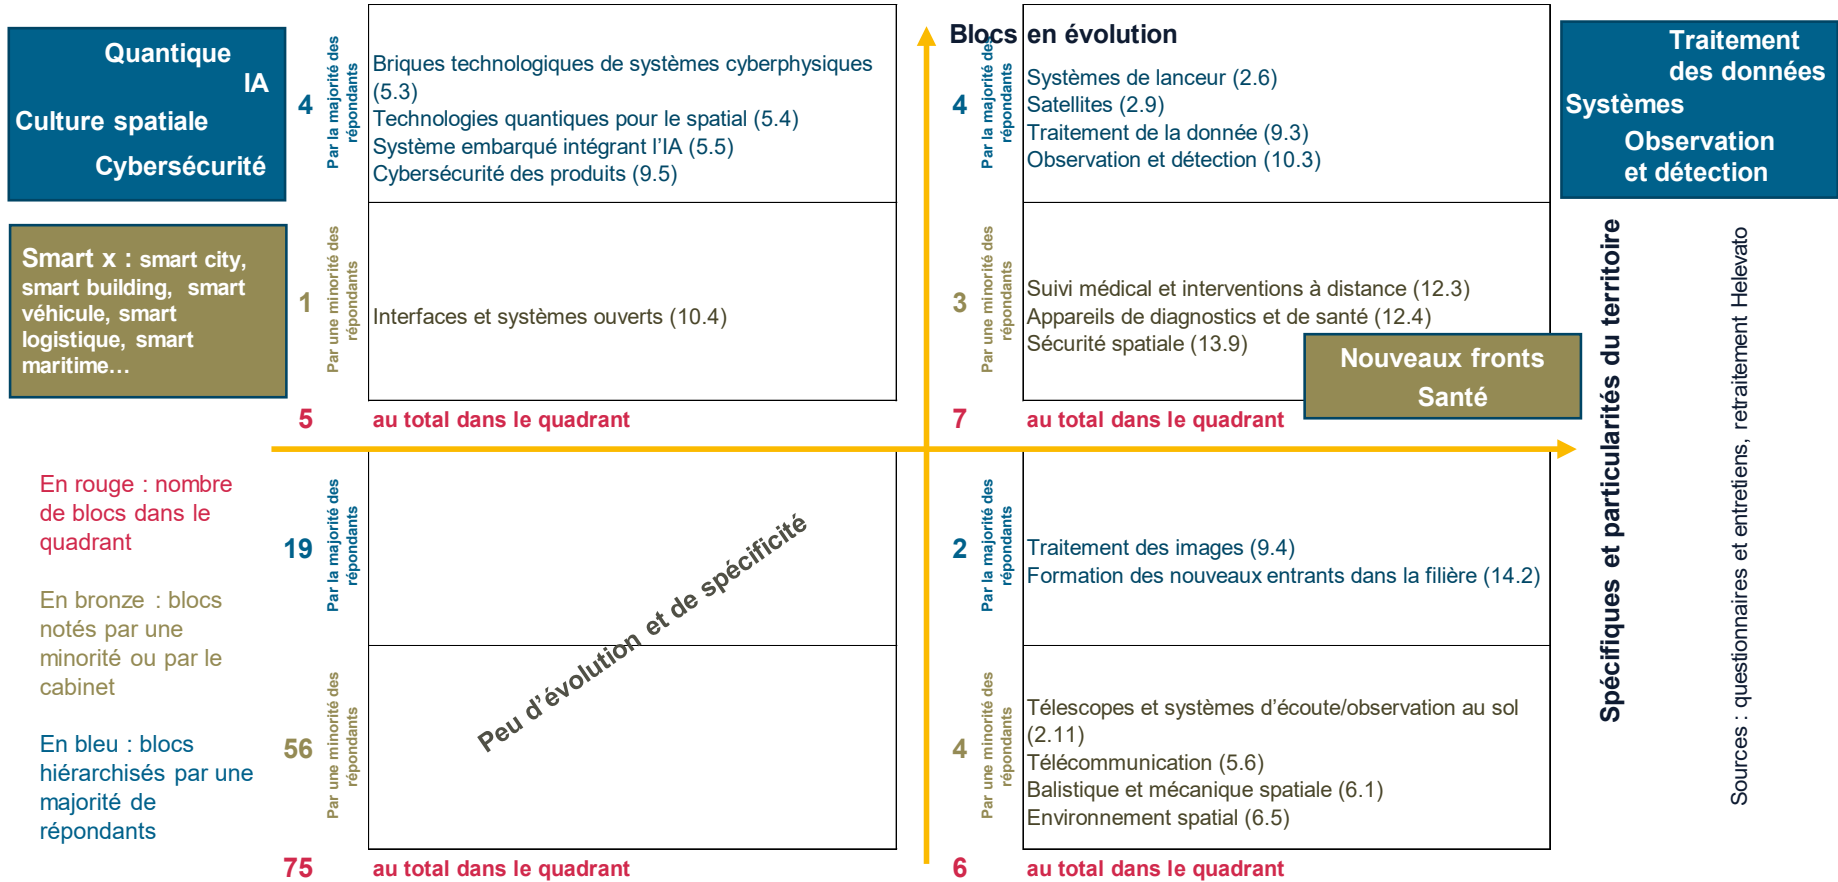 Quantique
IA
Culture spatiale
Cybersécurité
4
Par la majorité des
répondants
Briques technologiques de systèmes cyberphysiques
(5.3)
Technologies quantiques pour le spatial (5.4)
Système embarqué intégrant l'IA (5.5)
Cybersécurité des produits (9.5)
Blocs en évolution
4
Par la majorité des
répondants
Systèmes de lanceur (2.6)
Satellites (2.9)
Traitement de la donnée (9.3)
Observation et détection (10.3)
Traitement
des données
Systèmes
Observation
et détection
Smart x : smart city,
smart building, smart
véhicule, smart
logistique, smart
maritime…
1
Par une minorité des
répondants
Interfaces et systèmes ouverts (10.4)
3
Par une minorité des
répondants
Suivi médical et interventions à distance (12.3)
Appareils de diagnostics et de santé (12.4)
Sécurité spatiale (13.9)
Nouveaux fronts
Santé
5
au total dans le quadrant
7
au total dans le quadrant
Spécifiques et particularités du territoire
Sources : questionnaires et entretiens, retraitement Helevato
En rouge : nombre
de blocs dans le
quadrant
En bronze : blocs
notés par une
minorité ou par le
cabinet
En bleu : blocs
hiérarchisés par une
majorité de
répondants
19
Par la majorité des
répondants
56
Par une minorité des
répondants
Peu d'évolution et de spécificité
2
Par la majorité des
répondants
Traitement des images (9.4)
Formation des nouveaux entrants dans la filière (14.2)
4
Par une minorité des
répondants
Télescopes et systèmes d'écoute/observation au sol
(2.11)
Télécommunication (5.6)
Balistique et mécanique spatiale (6.1)
Environnement spatial (6.5)
75
au total dans le quadrant
6
au total dans le quadrant